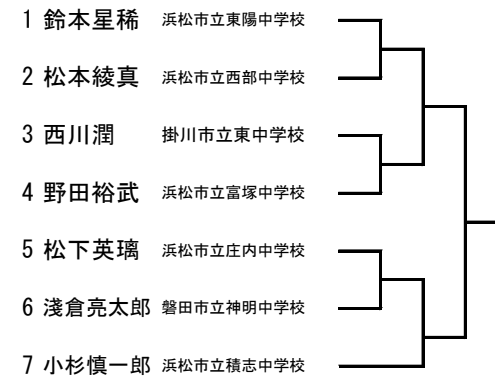 1 鈴木星稀 浜松市立東陽中学校
2 松本綾真 浜松市立西部中学校
3 西川潤 掛川市立東中学校
4 野田裕武 浜松市立富塚中学校
5 松下英璃 浜松市立庄内中学校
6 淺倉亮太郎 磐田市立神明中学校
7 小杉慎一郎 浜松市立積志中学校